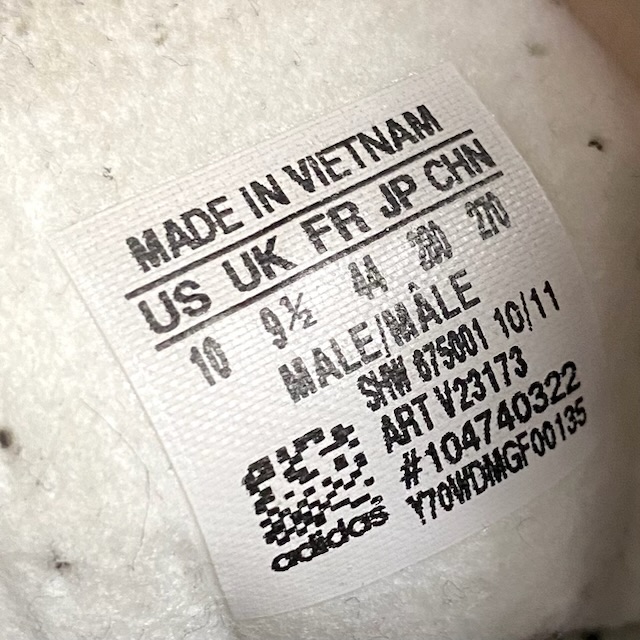 MADE IN VIETNAM
US UK FR JP CHN
10 9½ 44 280 270
MALE/MÂLE
SHW 675001 10/11
ART V23173
#104740322
Y70WDMGF00135
adidas